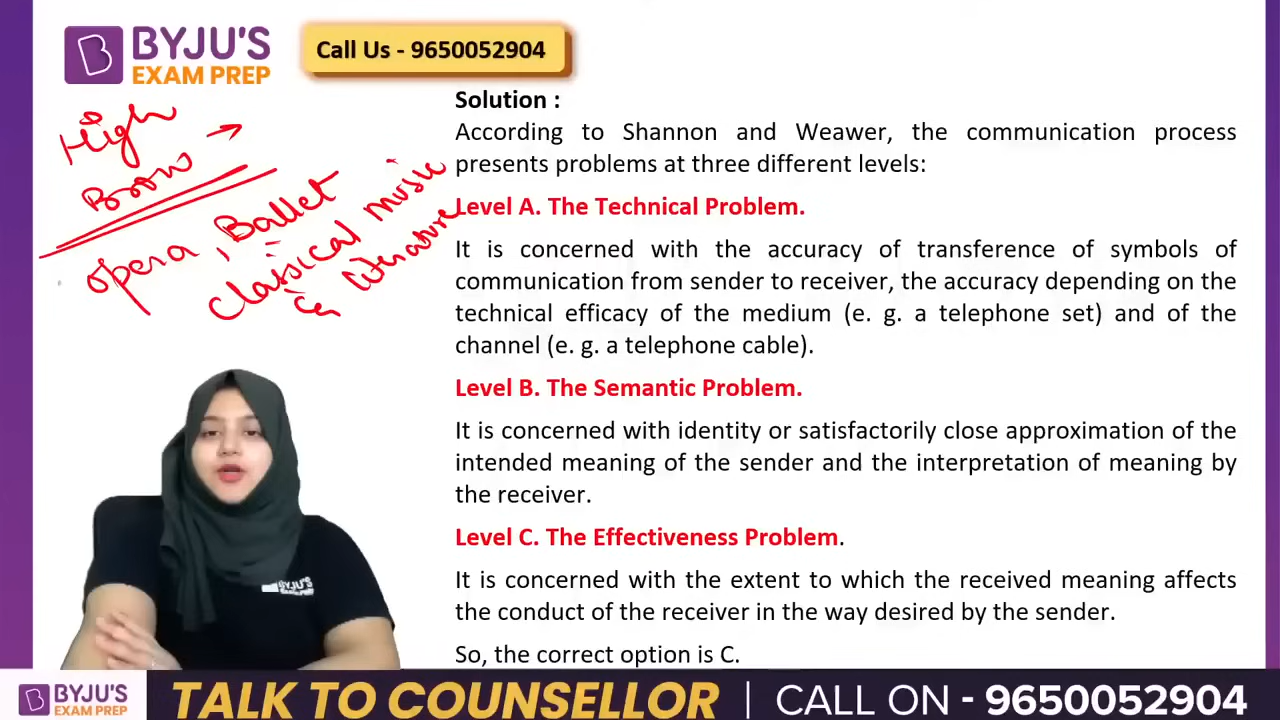 BYJU'S
EXAM PREP
Call Us - 9650052904
High
Brow →
Opera, Ballet
Classical music
Literature
Solution :
According to Shannon and Weawer, the communication process
presents problems at three different levels:
Level A. The Technical Problem.
It is concerned with the accuracy of transference of symbols of
communication from sender to receiver, the accuracy depending on the
technical efficacy of the medium (e. g. a telephone set) and of the
channel (e. g. a telephone cable).
Level B. The Semantic Problem.
It is concerned with identity or satisfactorily close approximation of the
intended meaning of the sender and the interpretation of meaning by
the receiver.
Level C. The Effectiveness Problem.
It is concerned with the extent to which the received meaning affects
the conduct of the receiver in the way desired by the sender.
So, the correct option is C.
BYJU'S
EXAM PREP
BYJU'S
EXAM PREP
TALK TO COUNSELLOR | CALL ON - 9650052904